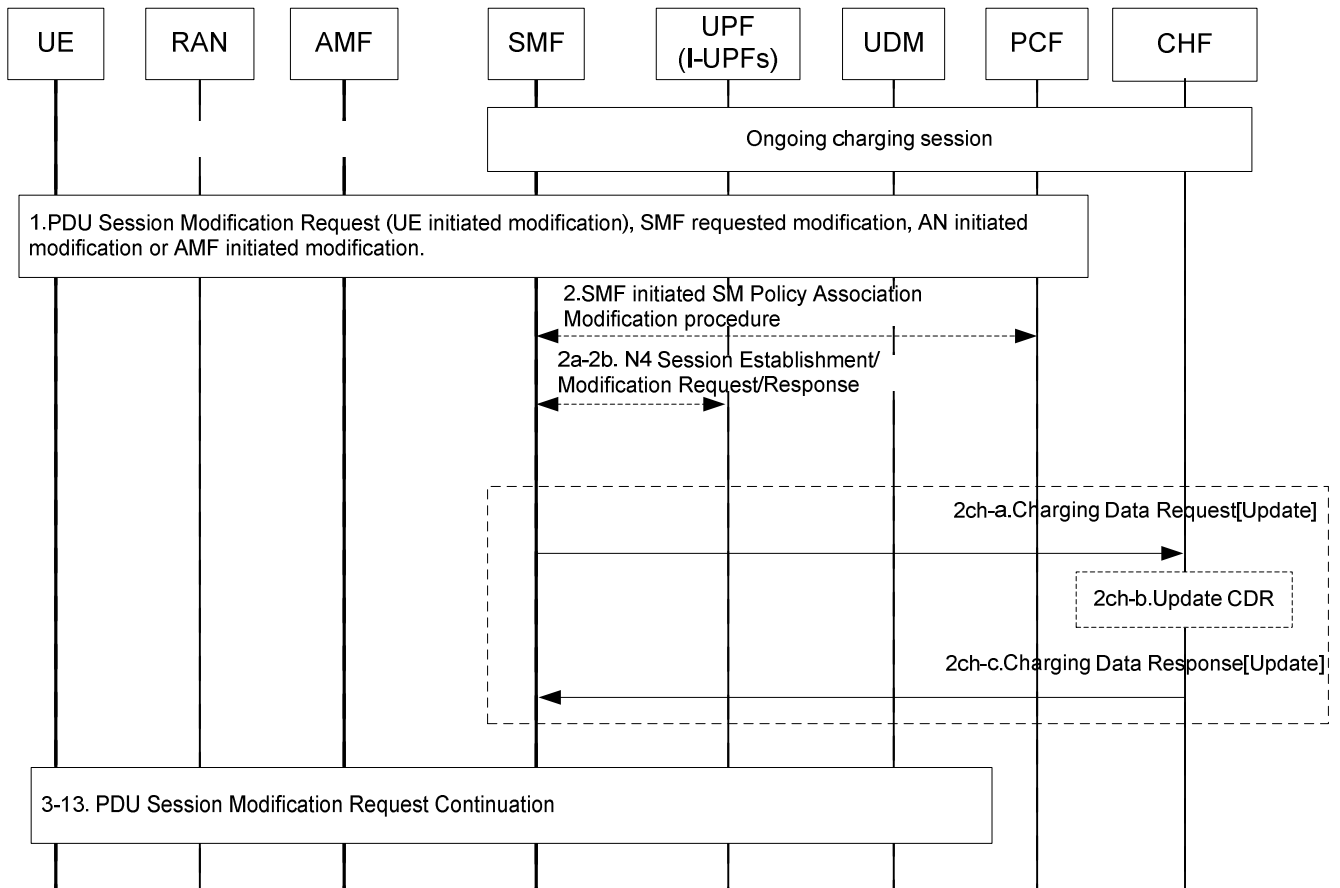 UE
RAN
AMF
SMF
UPF
(I-UPFs)
UDM
PCF
CHF
Ongoing charging session
1.PDU Session Modification Request (UE initiated modification), SMF requested modification, AN initiated
modification or AMF initiated modification.
2.SMF initiated SM Policy Association
Modification procedure
2a-2b. N4 Session Establishment/
Modification Request/Response
2ch-a.Charging Data Request[Update]
2ch-b.Update CDR
2ch-c.Charging Data Response[Update]
3-13. PDU Session Modification Request Continuation